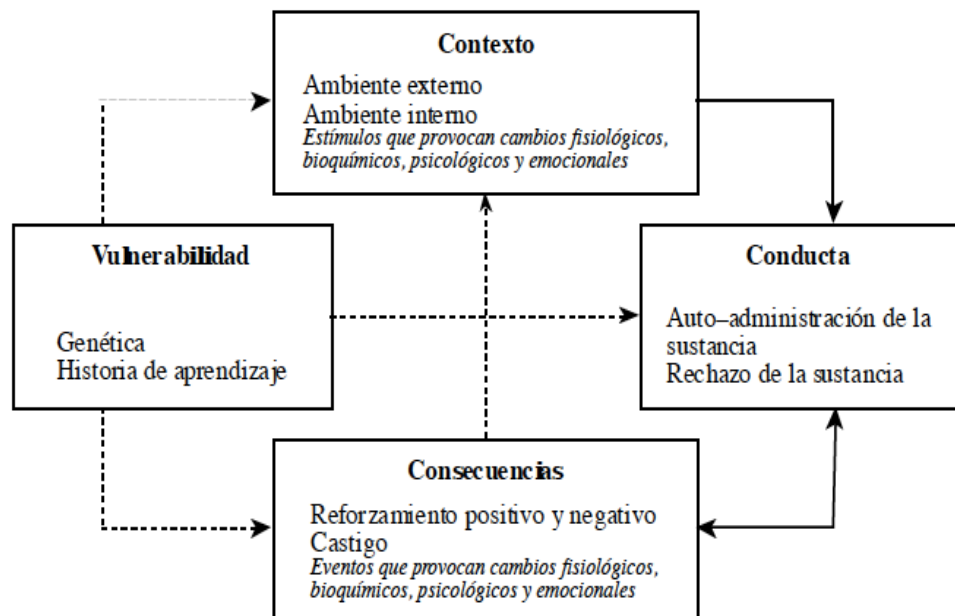 Contexto
Ambiente externo
Ambiente interno
Estímulos que provocan cambios fisiológicos,
bioquímicos, psicológicos y emocionales
Vulnerabilidad
Genética
Historia de aprendizaje
Conducta
Auto–administración de la
sustancia
Rechazo de la sustancia
Consecuencias
Reforzamiento positivo y negativo
Castigo
Eventos que provocan cambios fisiológicos,
bioquímicos, psicológicos y emocionales